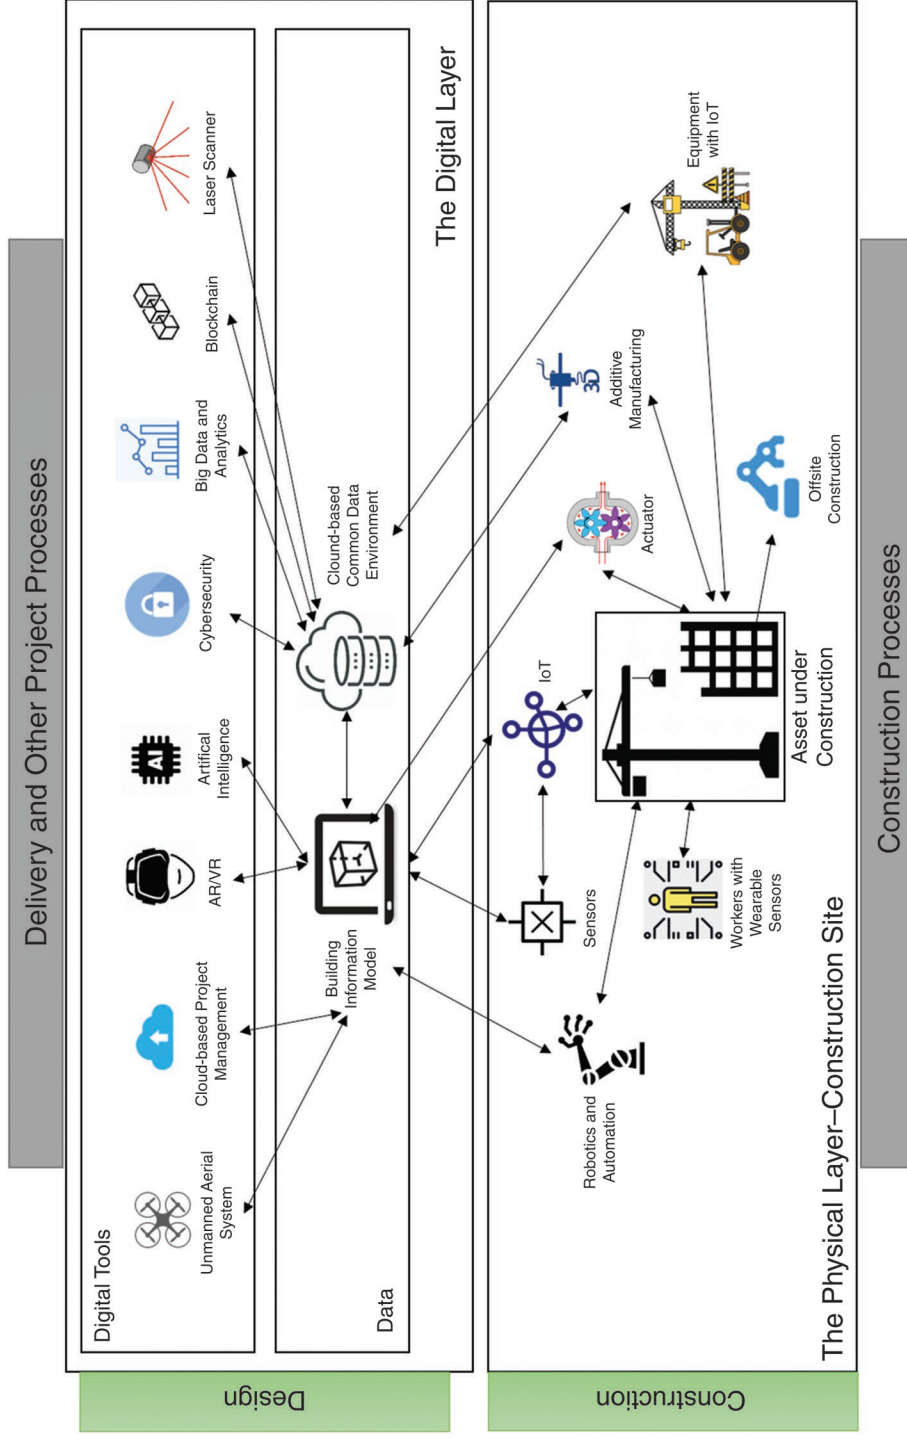 Delivery and Other Project Processes
Design
Digital Tools
Unmanned Aerial
System
Cloud-based Project
Management
AR/VR
Artifical
Intelligence
AI
Cybersecurity
Big Data and
Analytics
Blockchain
Laser Scanner
Data
Building
Information
Model
Clound-based
Common Data
Environment
The Digital Layer
Construction
Robotics and
Automation
Sensors
IoT
Actuator
3D
Additive
Manufacturing
Equipment
with IoT
Workers with
Wearable
Sensors
Asset under
Construction
Offsite
Construction
The Physical Layer–Construction Site
Construction Processes